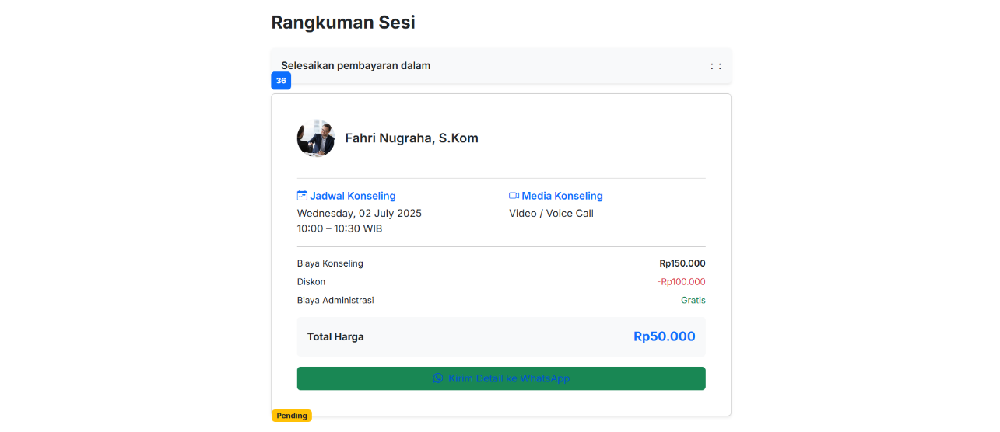 Rangkuman Sesi
Selesaikan pembayaran dalam : :
36
Fahri Nugraha, S.Kom
Jadwal Konseling
Wednesday, 02 July 2025
10:00 – 10:30 WIB
Media Konseling
Video / Voice Call
Biaya Konseling Rp150.000
Diskon -Rp100.000
Biaya Administrasi Gratis
Total Harga Rp50.000
Kirim Detail ke WhatsApp
Pending